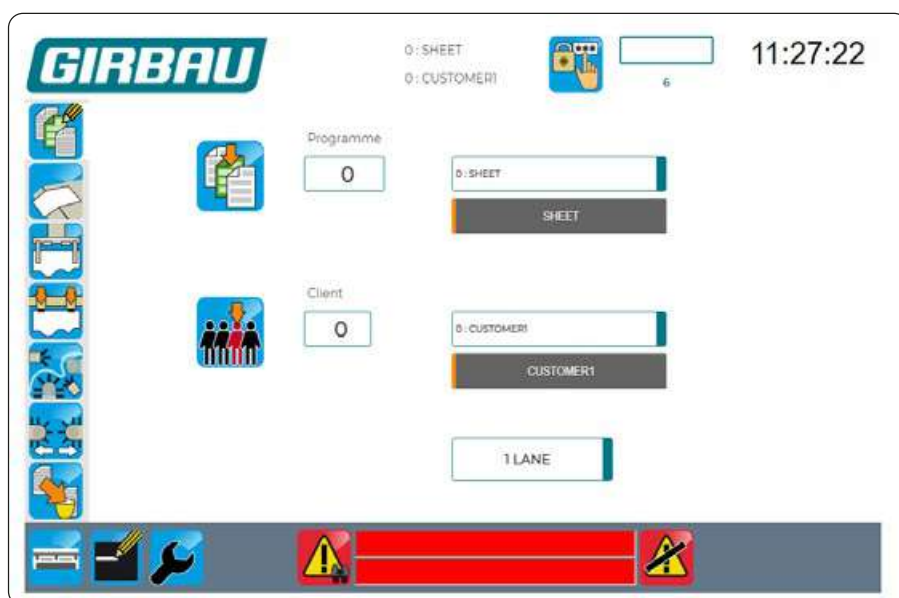 GIRBAU
0 : SHEET
0 : CUSTOMER1
6
11:27:22
Programme
0
0 : SHEET
SHEET
Client
0
0 : CUSTOMER1
CUSTOMER1
1 LANE